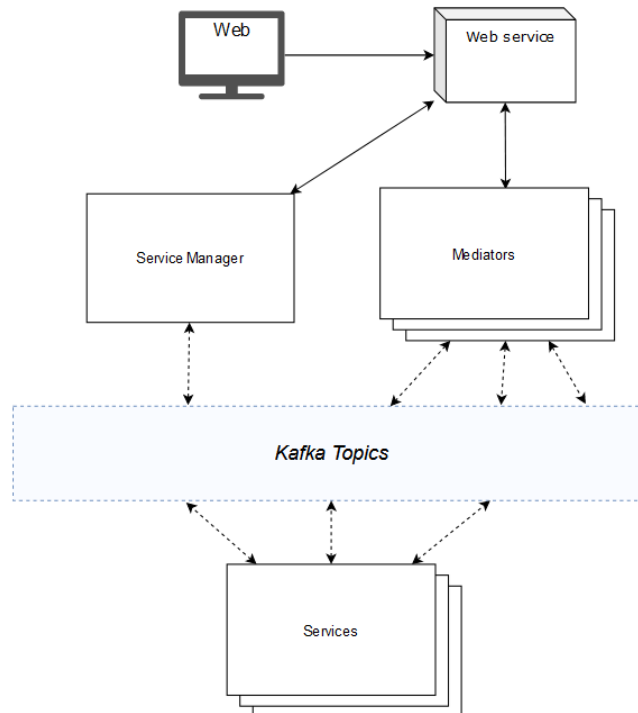 Web
Web service
Service Manager
Mediators
Kafka Topics
Services